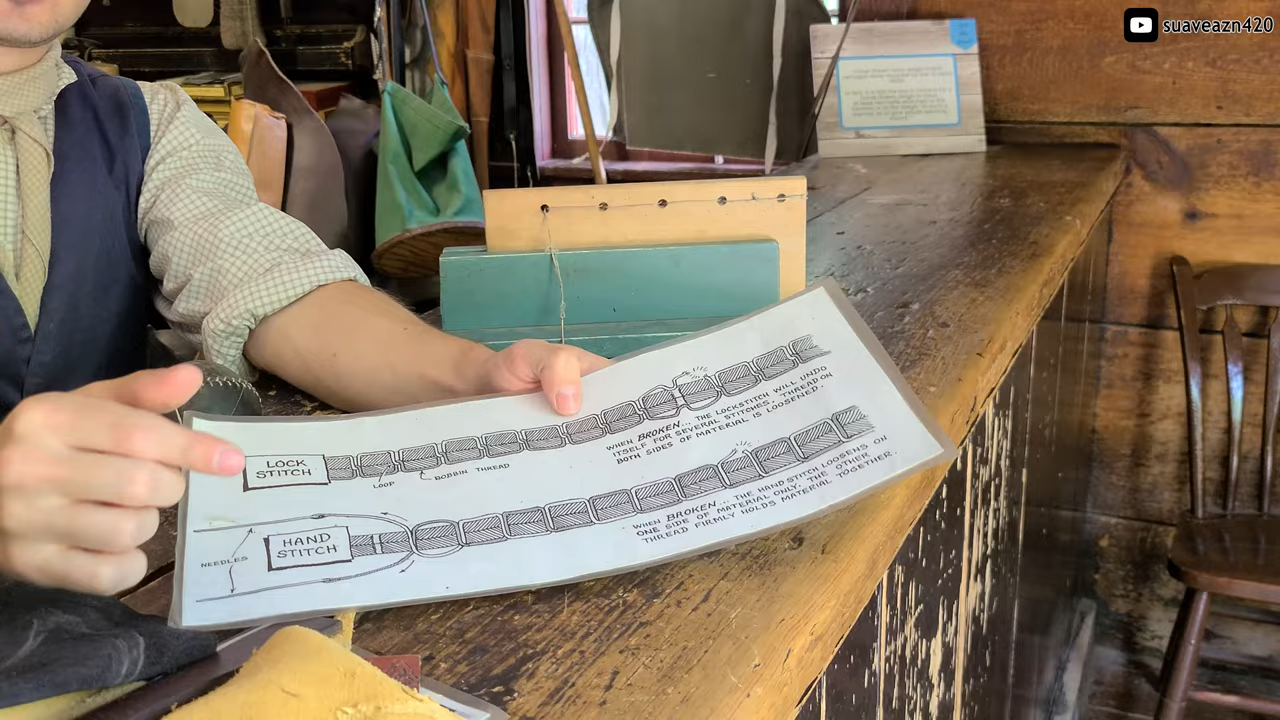 suaveazn420
LOCK
STITCH
LOOP
BOBBIN THREAD
WHEN BROKEN... THE LOCKSTITCH WILL UNDO
ITSELF FOR SEVERAL STITCHES. THREAD ON
BOTH SIDES OF MATERIAL IS LOOSENED.
NEEDLES
HAND
STITCH
WHEN BROKEN... THE HAND STITCH LOOSENS ON
ONE SIDE OF MATERIAL ONLY. THE OTHER
THREAD FIRMLY HOLDS MATERIAL TOGETHER.